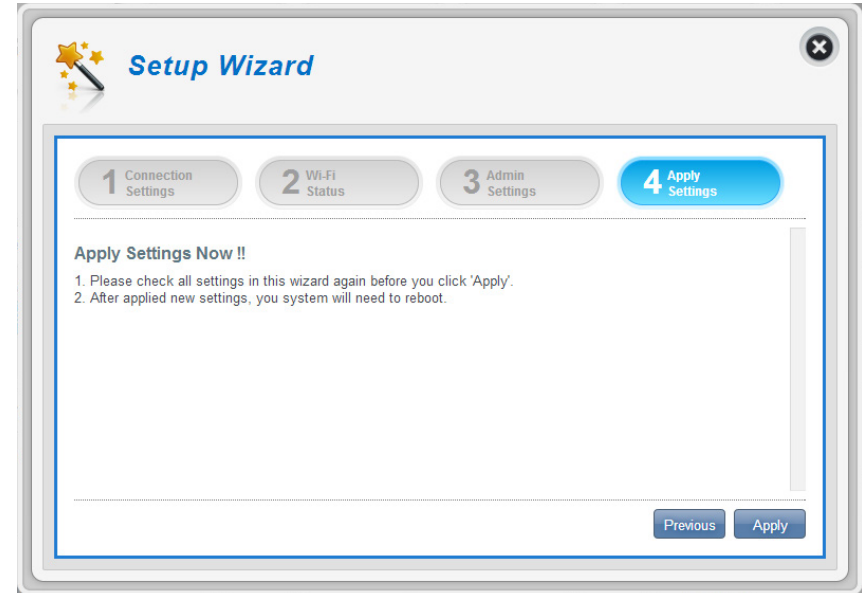 Setup Wizard
1 Connection Settings
2 Wi-Fi Status
3 Admin Settings
4 Apply Settings
Apply Settings Now !!
1. Please check all settings in this wizard again before you click 'Apply'.
2. After applied new settings, you system will need to reboot.
Previous
Apply